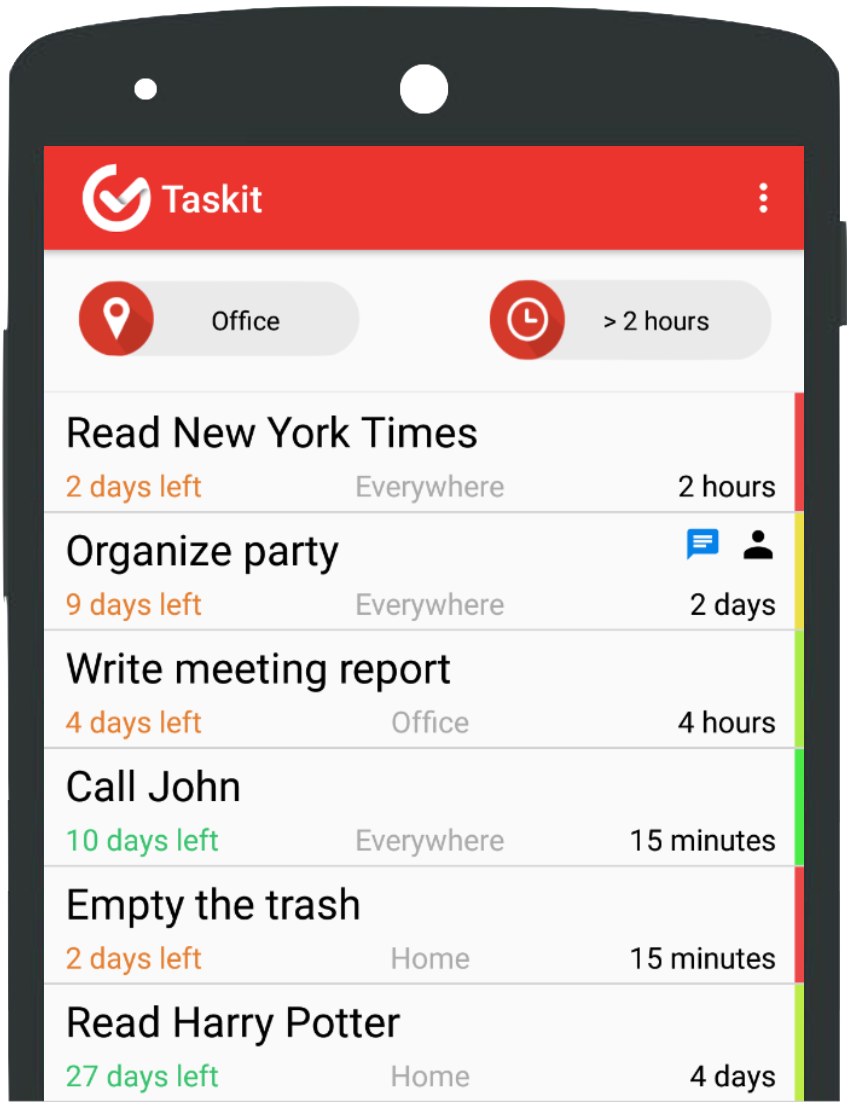 Taskit
Office > 2 hours
Read New York Times
2 days left Everywhere 2 hours
Organize party
9 days left Everywhere 2 days
Write meeting report
4 days left Office 4 hours
Call John
10 days left Everywhere 15 minutes
Empty the trash
2 days left Home 15 minutes
Read Harry Potter
27 days left Home 4 days